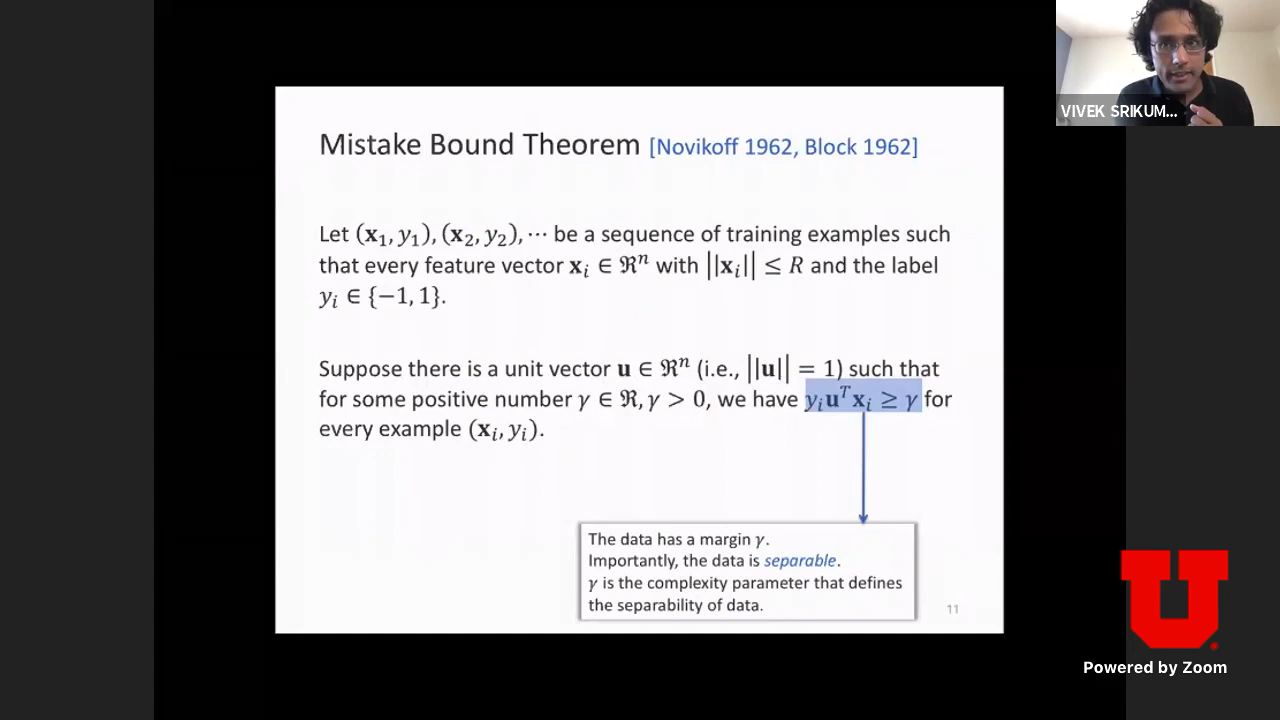 VIVEK SRIKUM...
Mistake Bound Theorem [Novikoff 1962, Block 1962]
Let (𝐱₁, y₁), (𝐱₂, y₂), ⋯ be a sequence of training examples such
that every feature vector 𝐱ᵢ ∈ ℜⁿ with ||𝐱ᵢ|| ≤ R and the label
yᵢ ∈ {−1, 1}.
Suppose there is a unit vector 𝐮 ∈ ℜⁿ (i.e., ||𝐮|| = 1) such that
for some positive number γ ∈ ℜ, γ > 0, we have yᵢ𝐮ᵀ𝐱ᵢ ≥ γ for
every example (𝐱ᵢ, yᵢ).
The data has a margin γ.
Importantly, the data is separable.
γ is the complexity parameter that defines
the separability of data.
11
U
Powered by Zoom